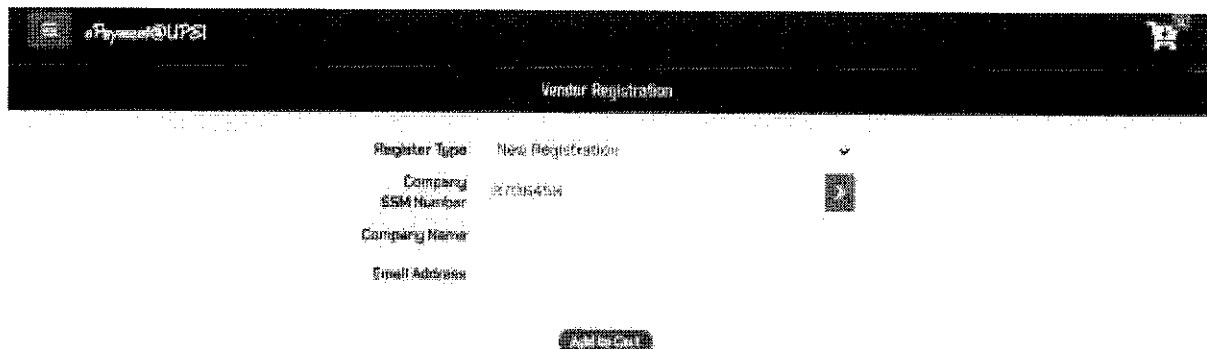 ePayment@UPSI
Vendor Registration
Register Type New Registration
Company
SSM Number
Company Name
Email Address
Add to Cart